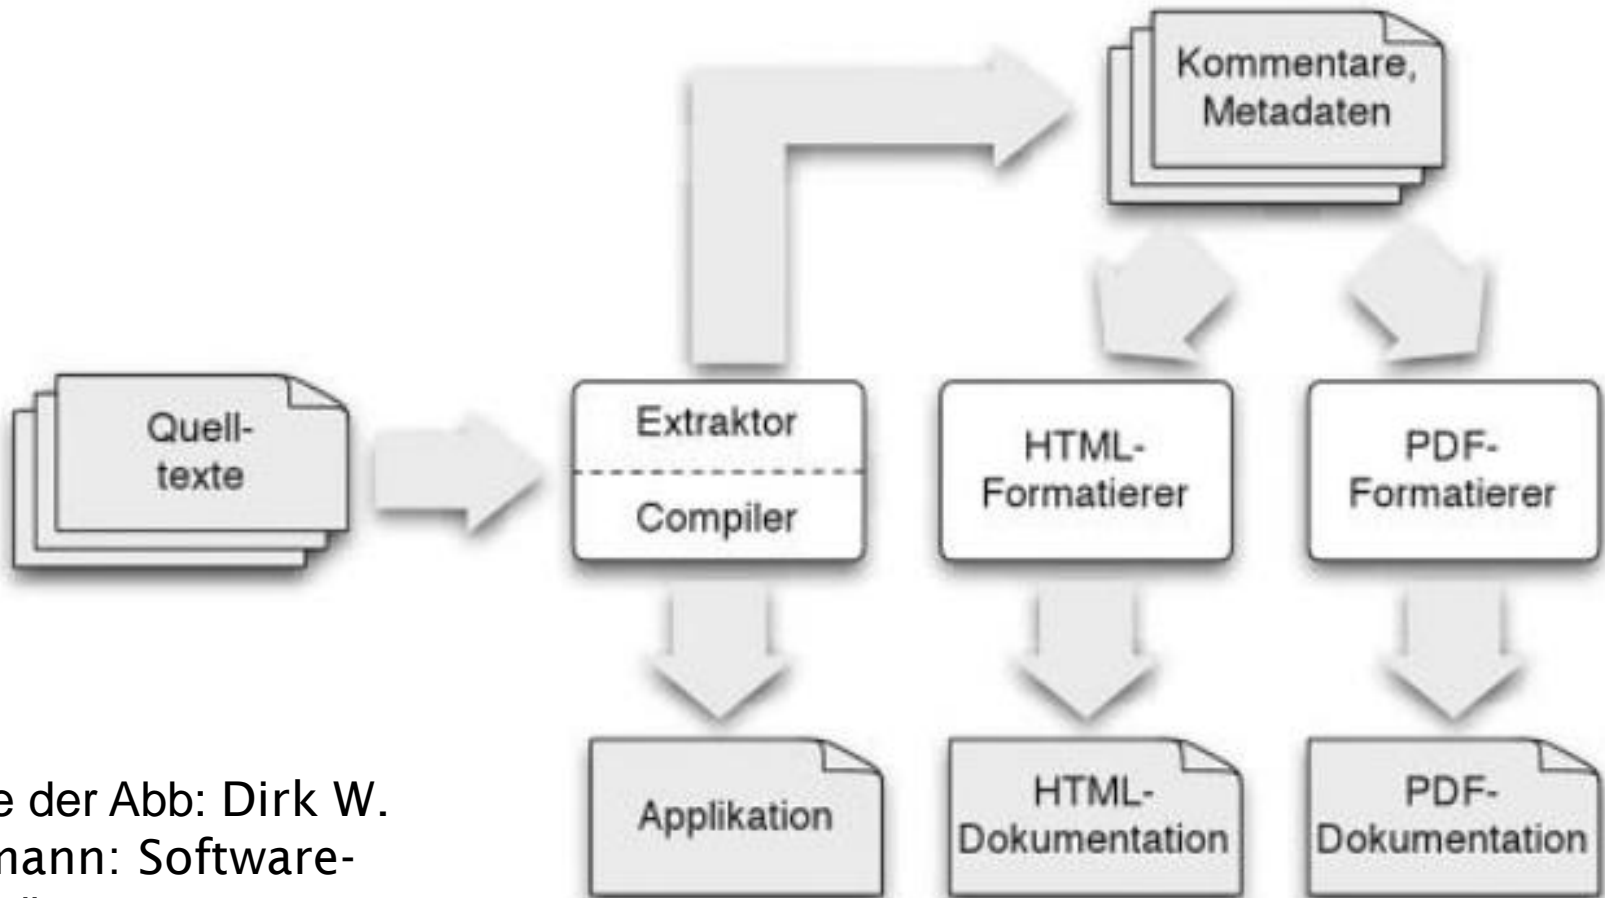 Kommentare,
Metadaten
Quell-
texte
Extraktor
Compiler
HTML-
Formatierer
PDF-
Formatierer
Applikation
HTML-
Dokumentation
PDF-
Dokumentation
der Abb: Dirk W.
Software-